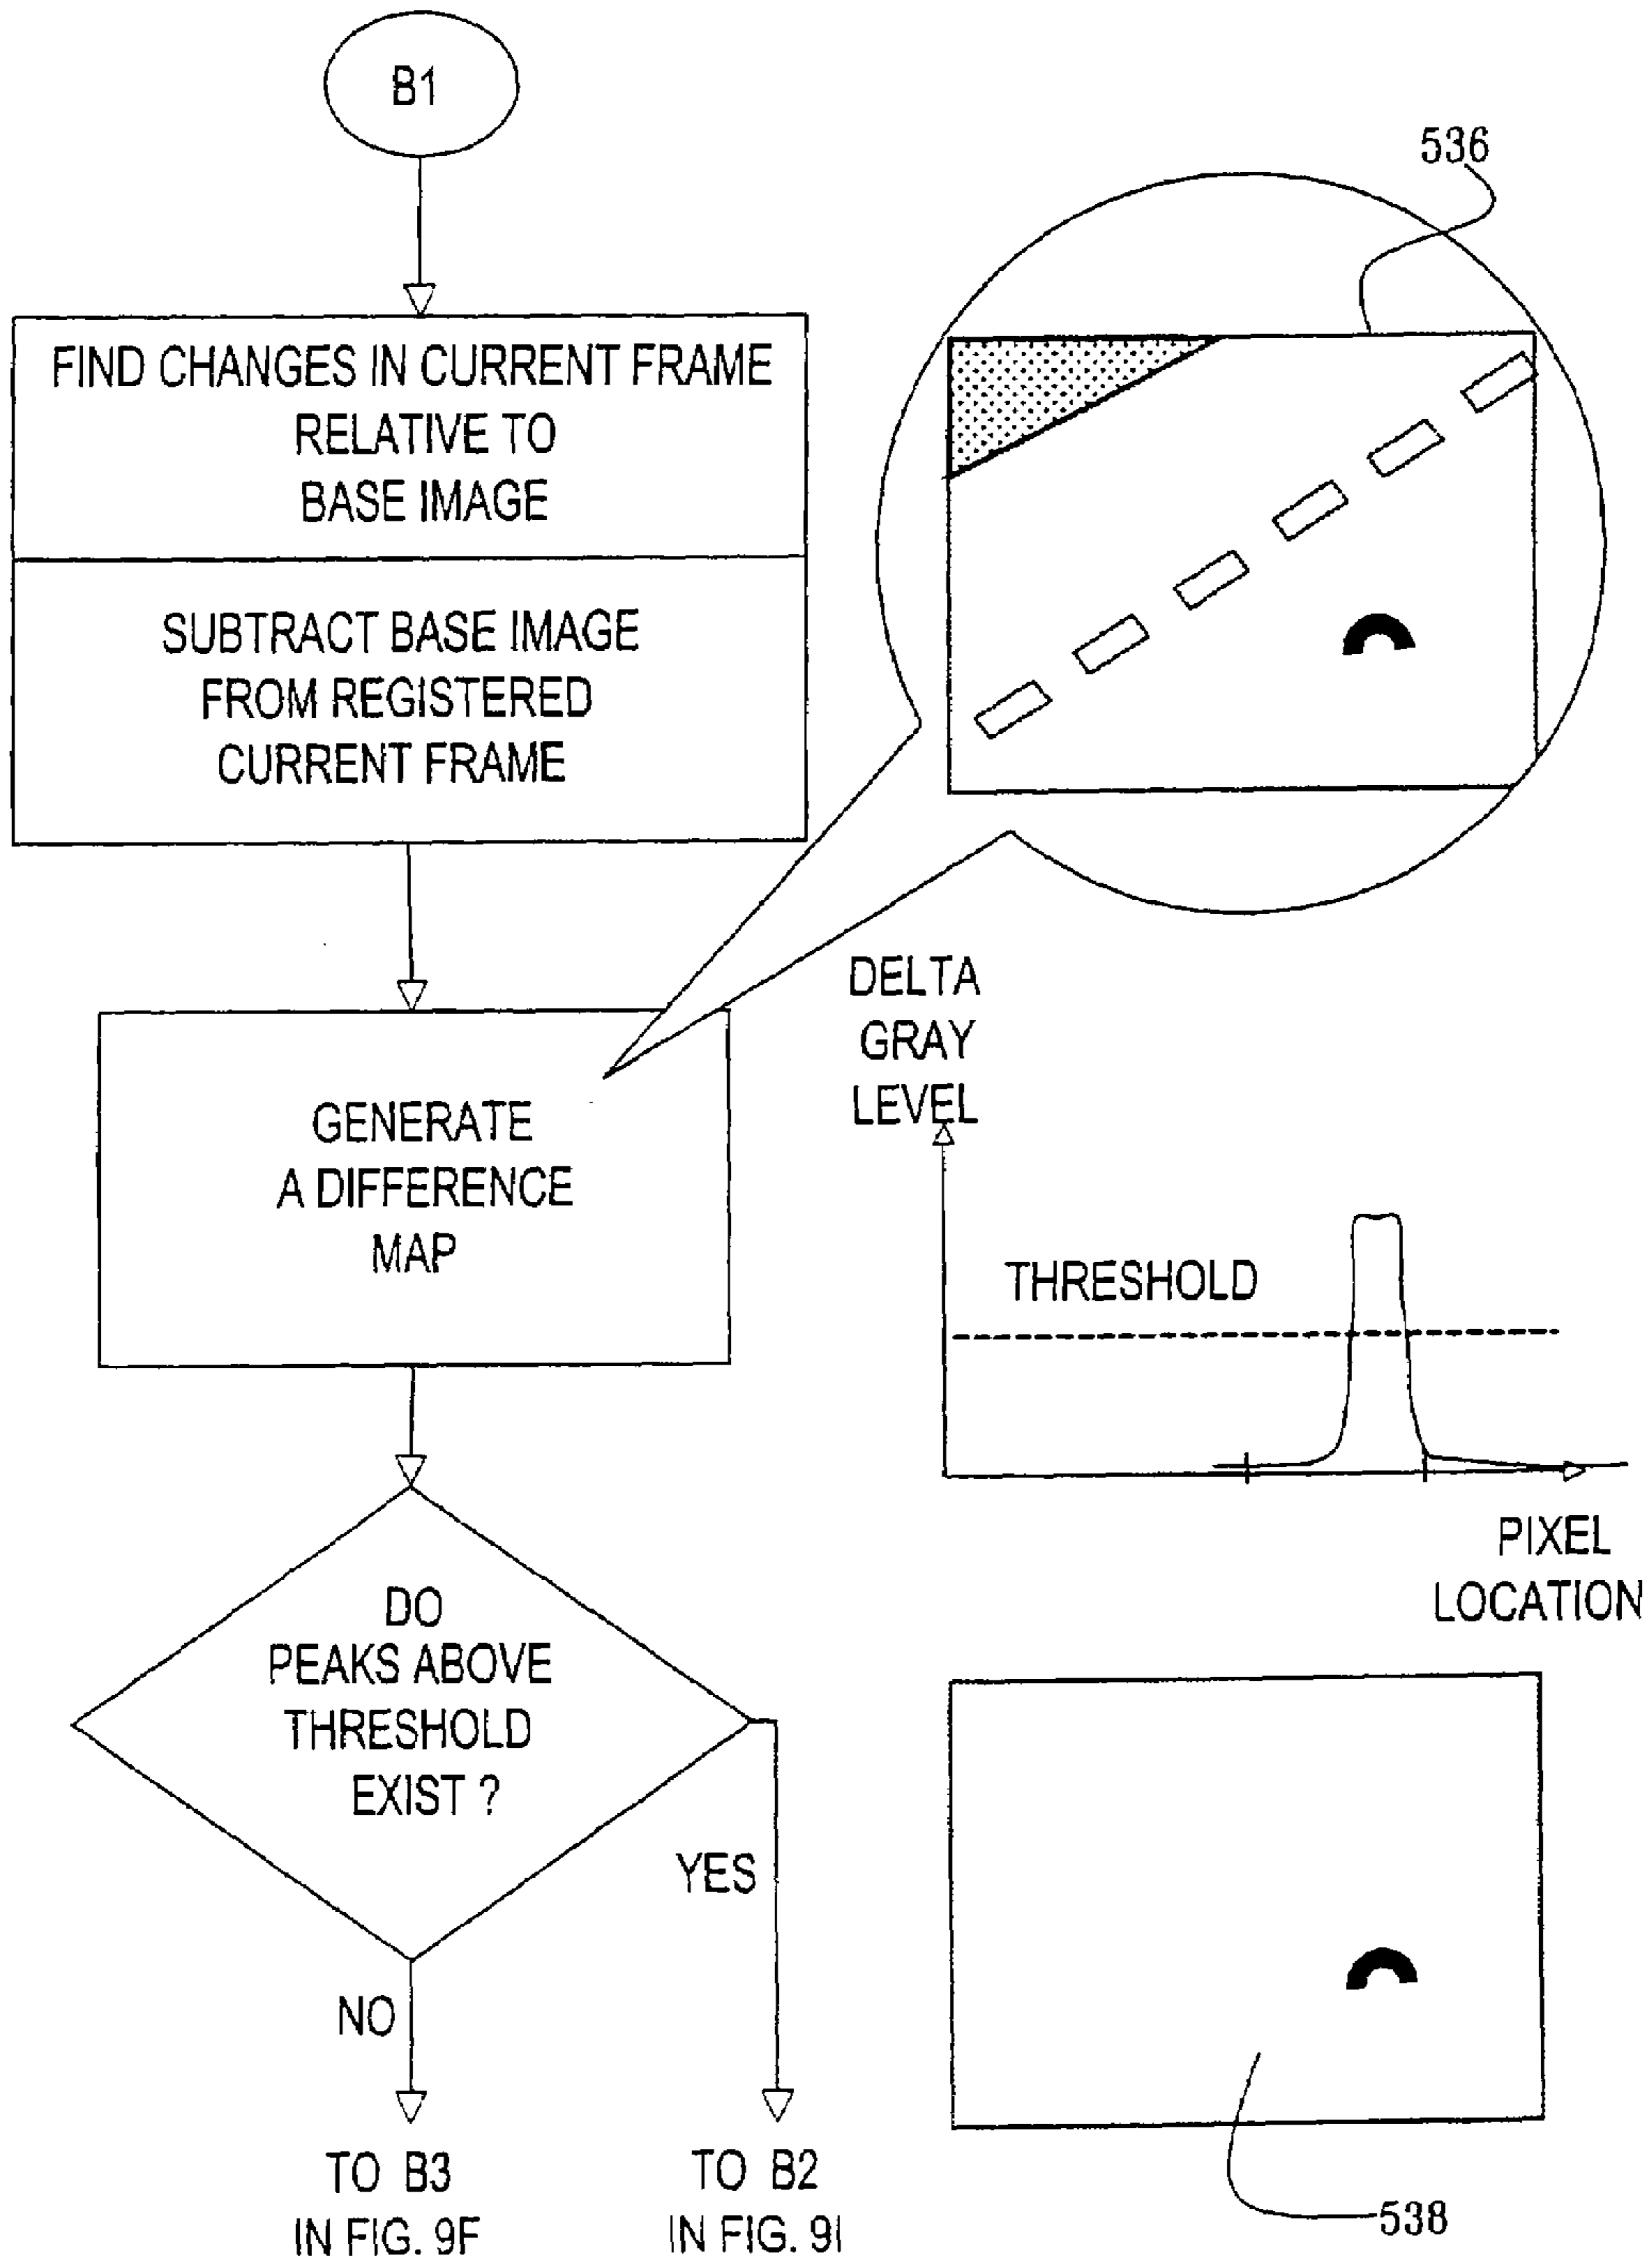 B1
536
FIND CHANGES IN CURRENT FRAME
RELATIVE TO
BASE IMAGE
SUBTRACT BASE IMAGE
FROM REGISTERED
CURRENT FRAME
DELTA
GRAY
LEVEL
GENERATE
A DIFFERENCE
MAP
THRESHOLD
PIXEL
LOCATION
DO
PEAKS ABOVE
THRESHOLD
EXIST ?
YES
NO
TO B3
IN FIG. 9F
TO B2
IN FIG. 9I
538